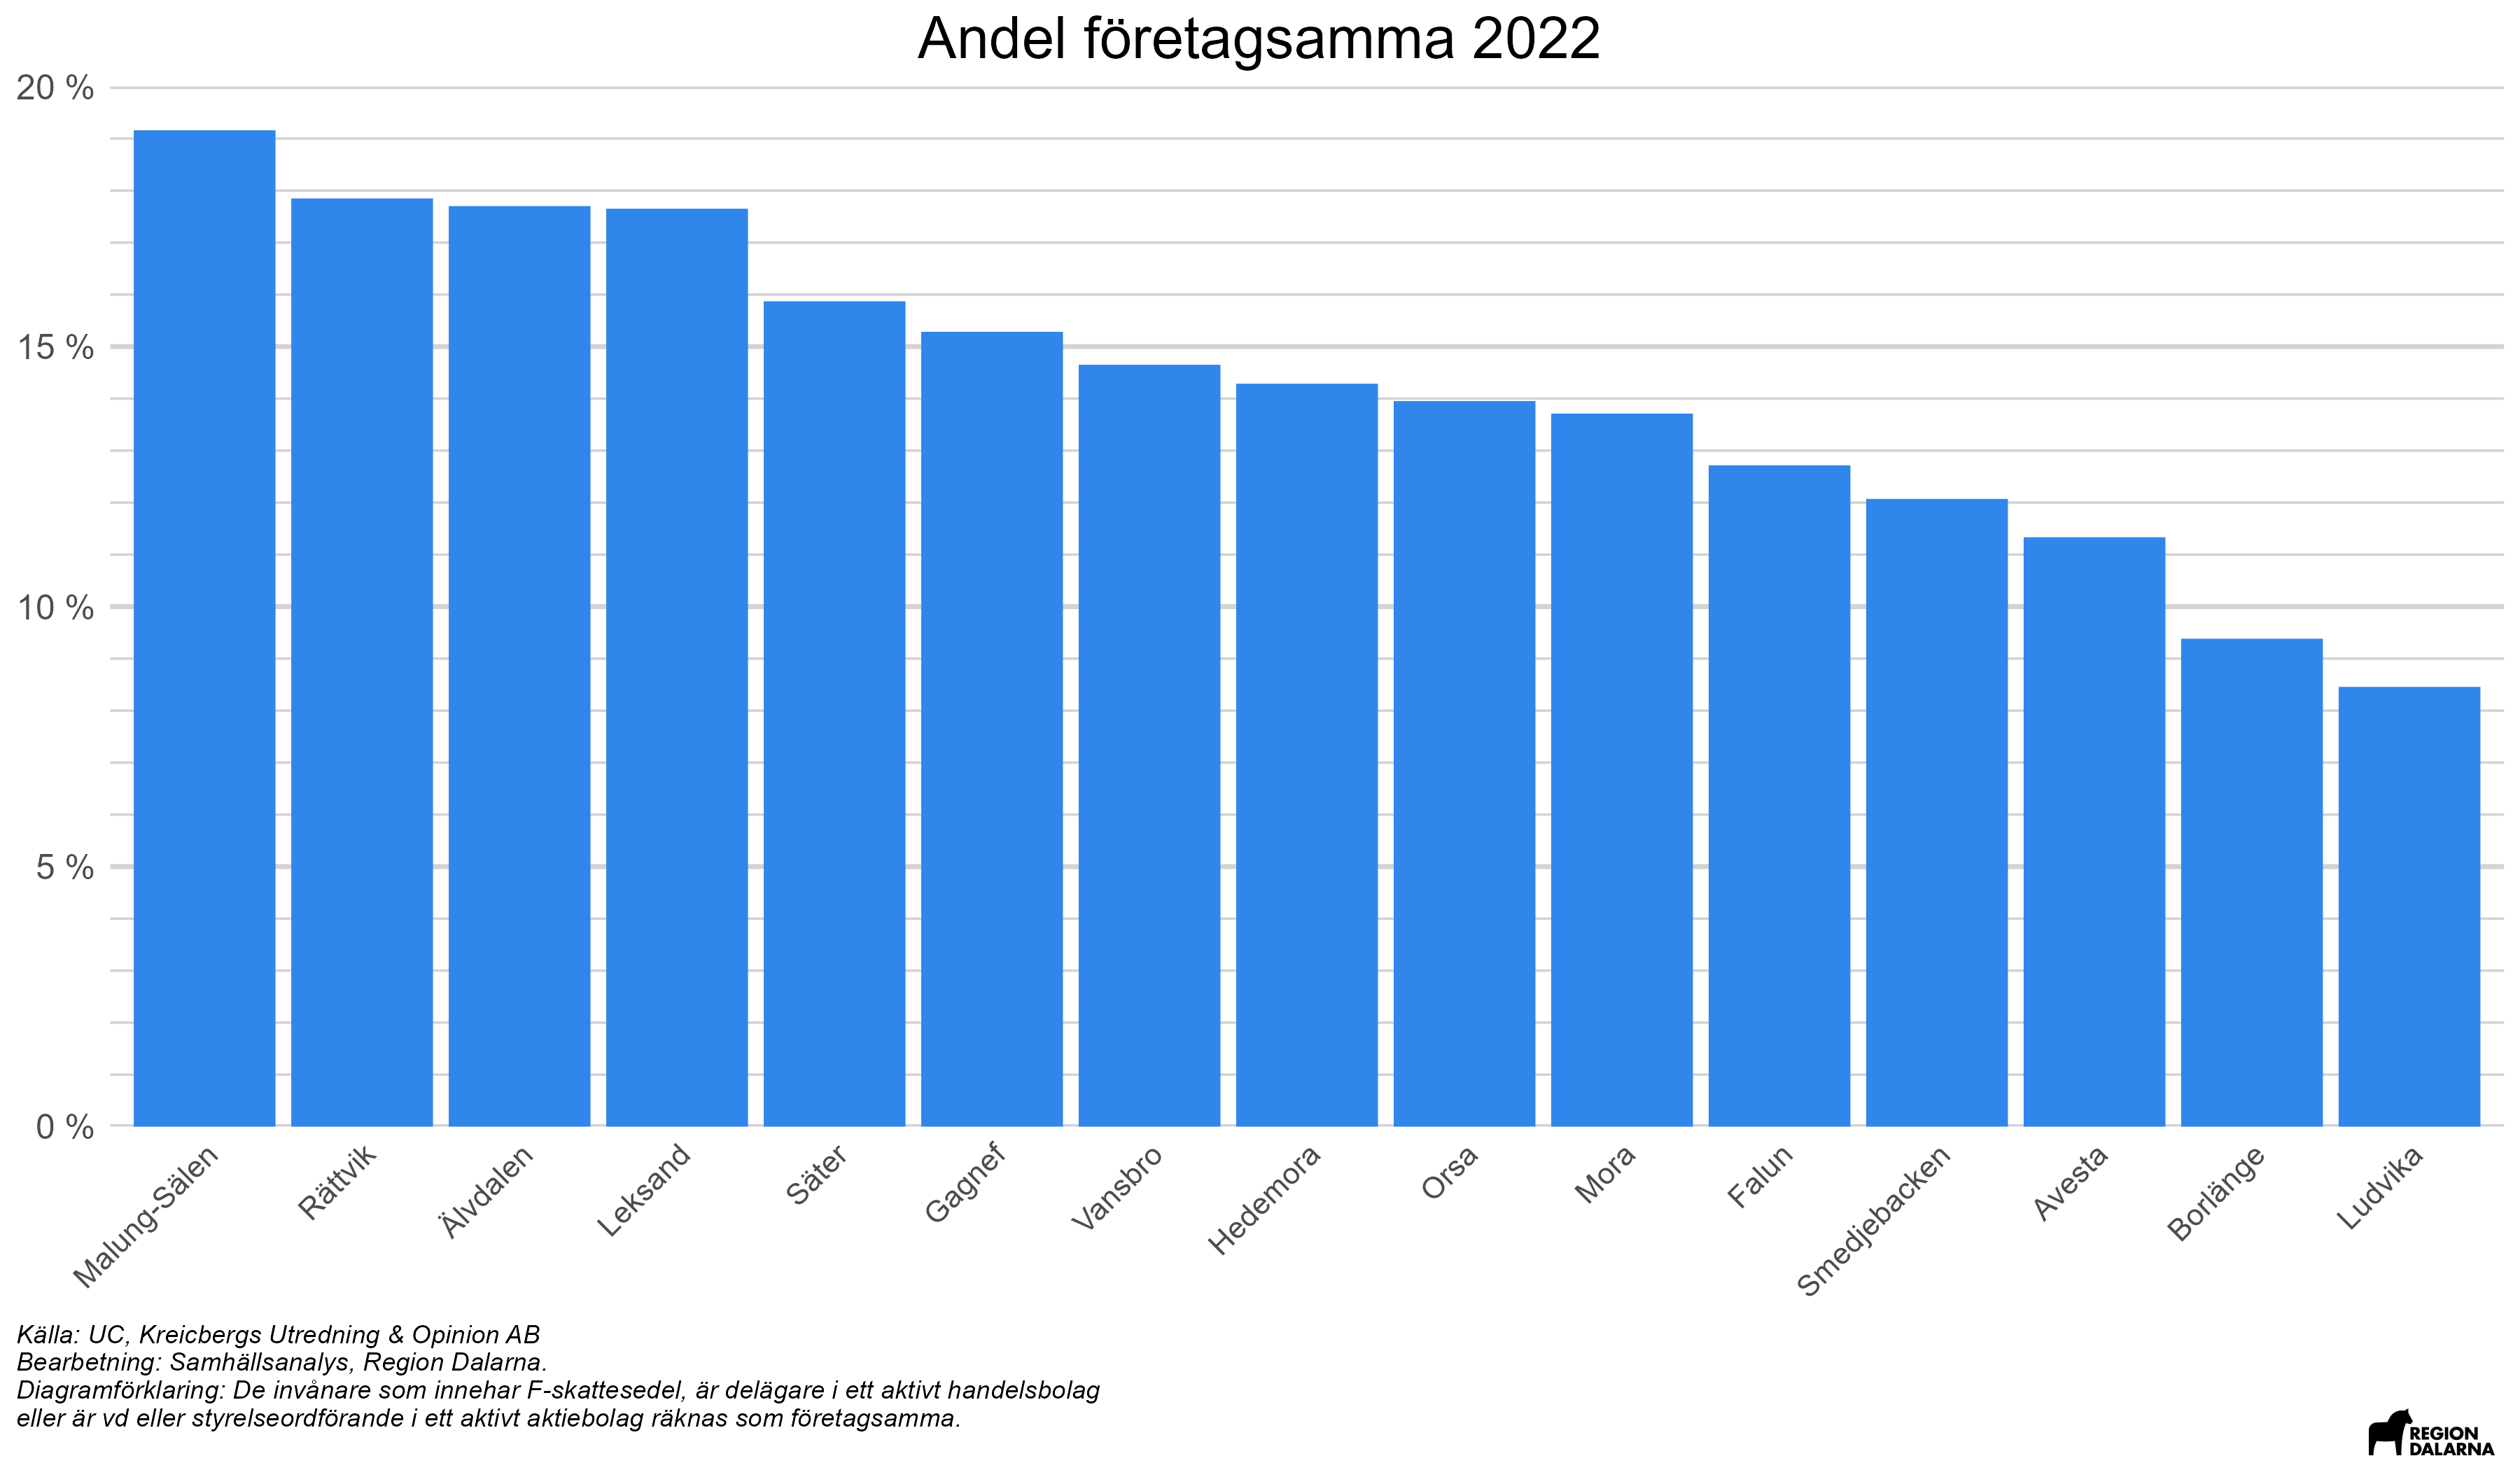 Andel företagsamma 2022
20 %
15 %
10 %
5 %
0 %
Malung-Sälen
Rättvik
Älvdalen
Leksand
Säter
Gagnef
Vansbro
Hedemora
Orsa
Mora
Falun
Smedjebacken
Avesta
Borlänge
Ludvika
Källa: UC, Kreicbergs Utredning & Opinion AB
Bearbetning: Samhällsanalys, Region Dalarna.
Diagramförklaring: De invånare som innehar F-skattesedel, är delägare i ett aktivt handelsbolag
eller är vd eller styrelseordförande i ett aktivt aktiebolag räknas som företagsamma.
REGION
DALARNA